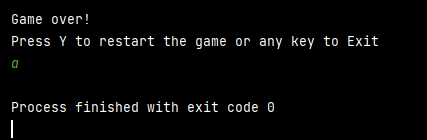 Game over!
Press Y to restart the game or any key to Exit
a
Process finished with exit code 0